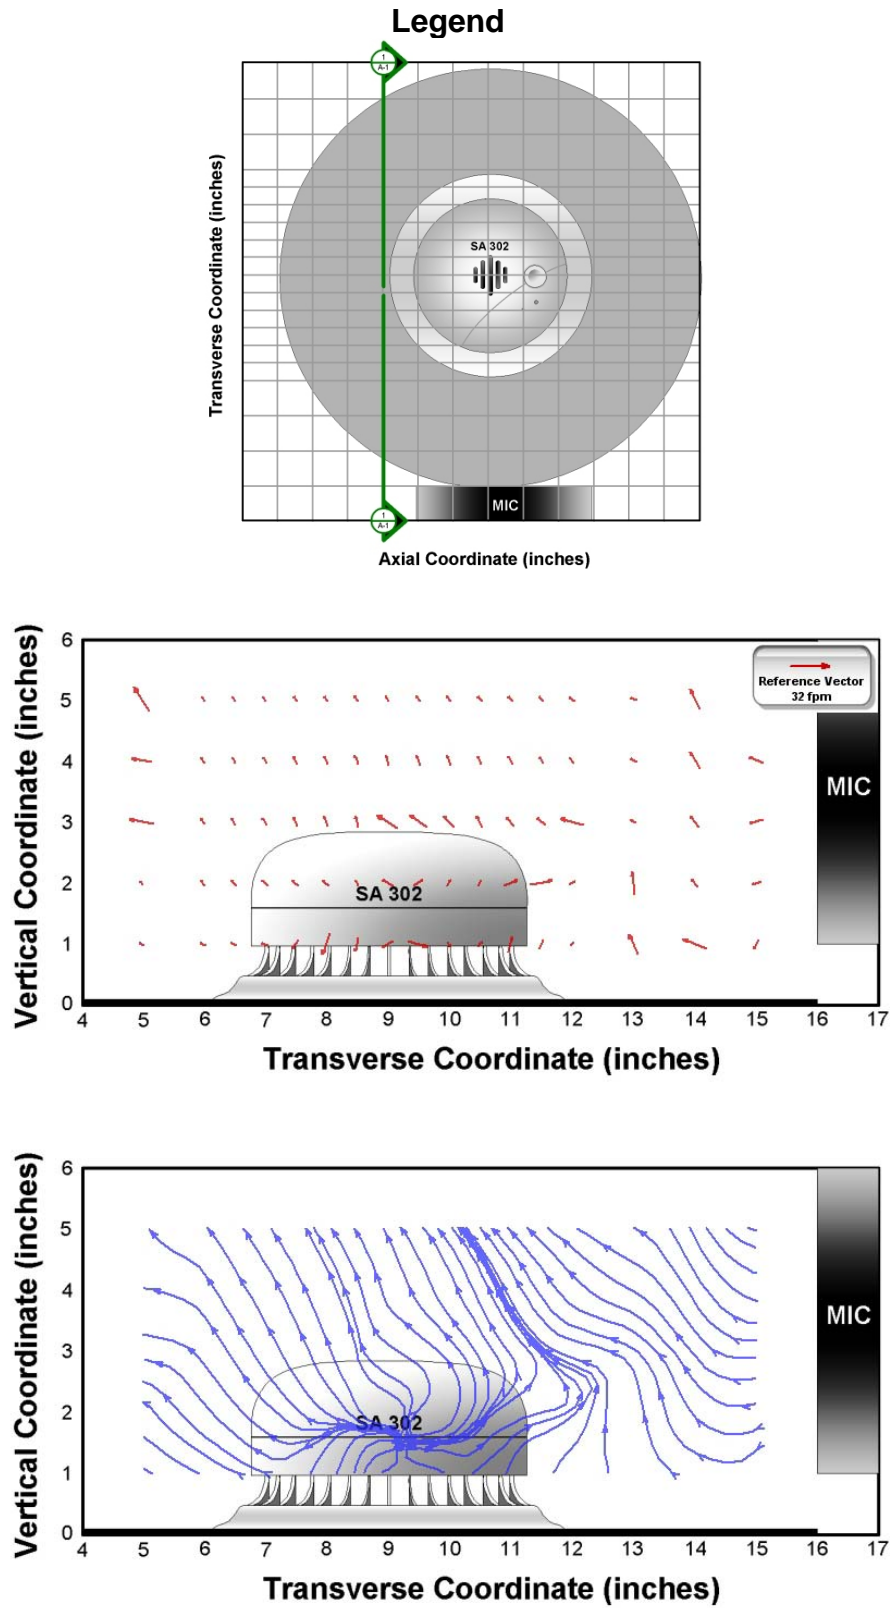 Legend
1
A-1
Transverse Coordinate (inches)
SA 302
MIC
1
A-1
Axial Coordinate (inches)
Vertical Coordinate (inches)
6
5
4
3
2
1
0
Reference Vector
32 fpm
MIC
SA 302
4 5 6 7 8 9 10 11 12 13 14 15 16 17
Transverse Coordinate (inches)
Vertical Coordinate (inches)
6
5
4
3
2
1
0
MIC
SA 302
4 5 6 7 8 9 10 11 12 13 14 15 16 17
Transverse Coordinate (inches)